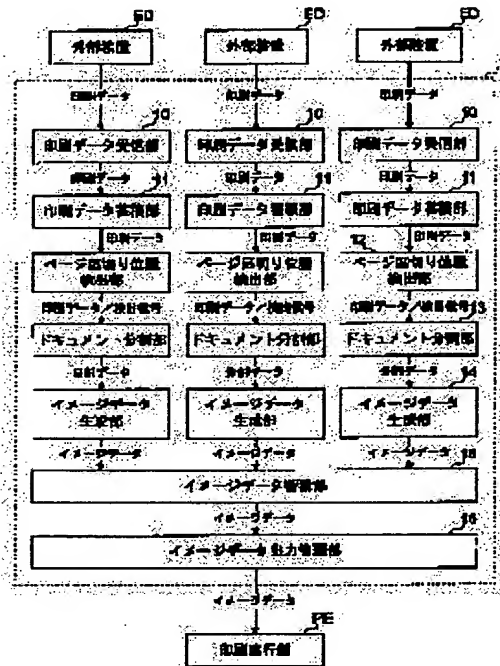 ED ED ED
外部装置 外部装置 外部装置
印刷データ 印刷データ 印刷データ
10 10 10
印刷データ受信部 印刷データ受信部 印刷データ受信部
印刷データ 印刷データ 印刷データ
11 11 11
印刷データ蓄積部 印刷データ蓄積部 印刷データ蓄積部
印刷データ 印刷データ 12 印刷データ
ページ区切り位置検出部 ページ区切り位置検出部 ページ区切り位置検出部
印刷データ/検出信号 印刷データ/検出信号 印刷データ/検出信号 13
ドキュメント分割部 ドキュメント分割部 ドキュメント分割部
分割データ 分割データ 分割データ 14
イメージデータ生成部 イメージデータ生成部 イメージデータ生成部
イメージデータ イメージデータ イメージデータ
イメージデータ蓄積部
イメージデータ
イメージデータ出力管理部
イメージデータ
PE
印刷実行部